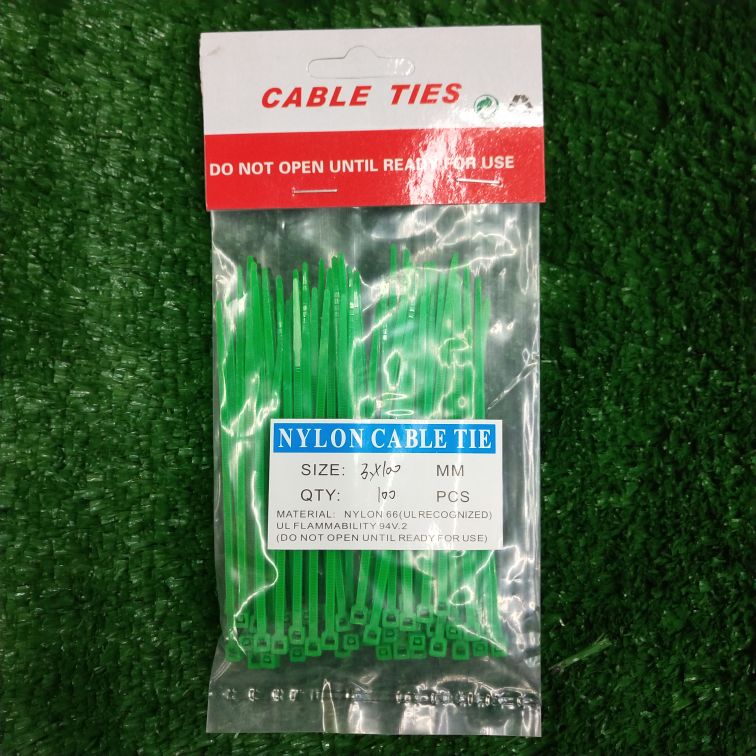 CABLE TIES
DO NOT OPEN UNTIL READY FOR USE
NYLON CABLE TIE
SIZE: 3x100 MM
QTY: 100 PCS
MATERIAL: NYLON 66(UL RECOGNIZED)
UL FLAMMABILITY 94V.2
(DO NOT OPEN UNTIL READY FOR USE)